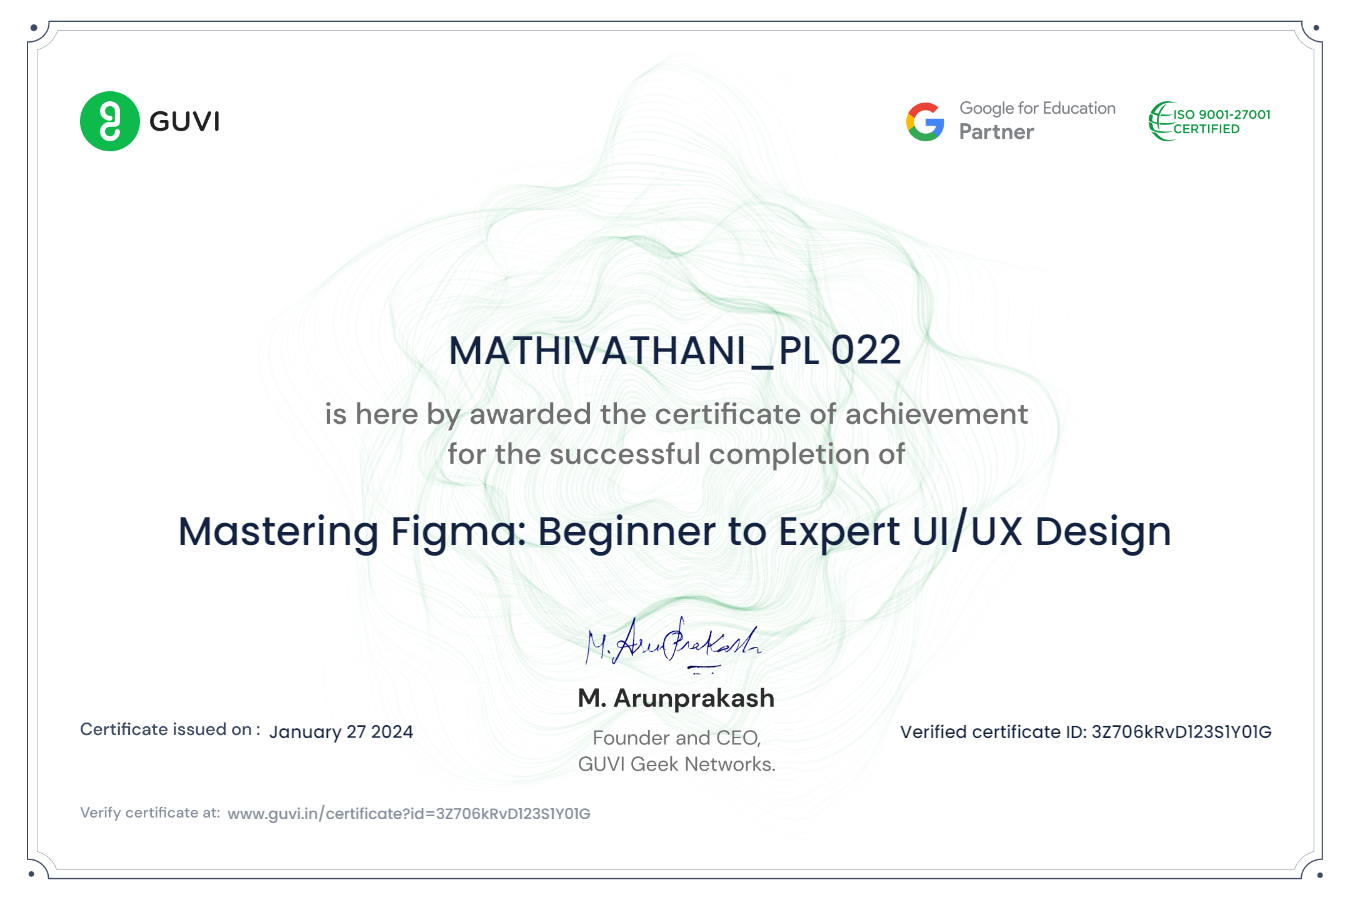 GUVI
Google for Education
Partner
ISO 9001-27001
CERTIFIED
MATHIVATHANI_PL 022
is here by awarded the certificate of achievement
for the successful completion of
Mastering Figma: Beginner to Expert UI/UX Design
M. ArunPrakash
M. Arunprakash
Founder and CEO,
GUVI Geek Networks.
Certificate issued on : January 27 2024
Verified certificate ID: 3Z706kRvD123S1Y01G
Verify certificate at: www.guvi.in/certificate?id=3Z706kRvD123S1Y01G